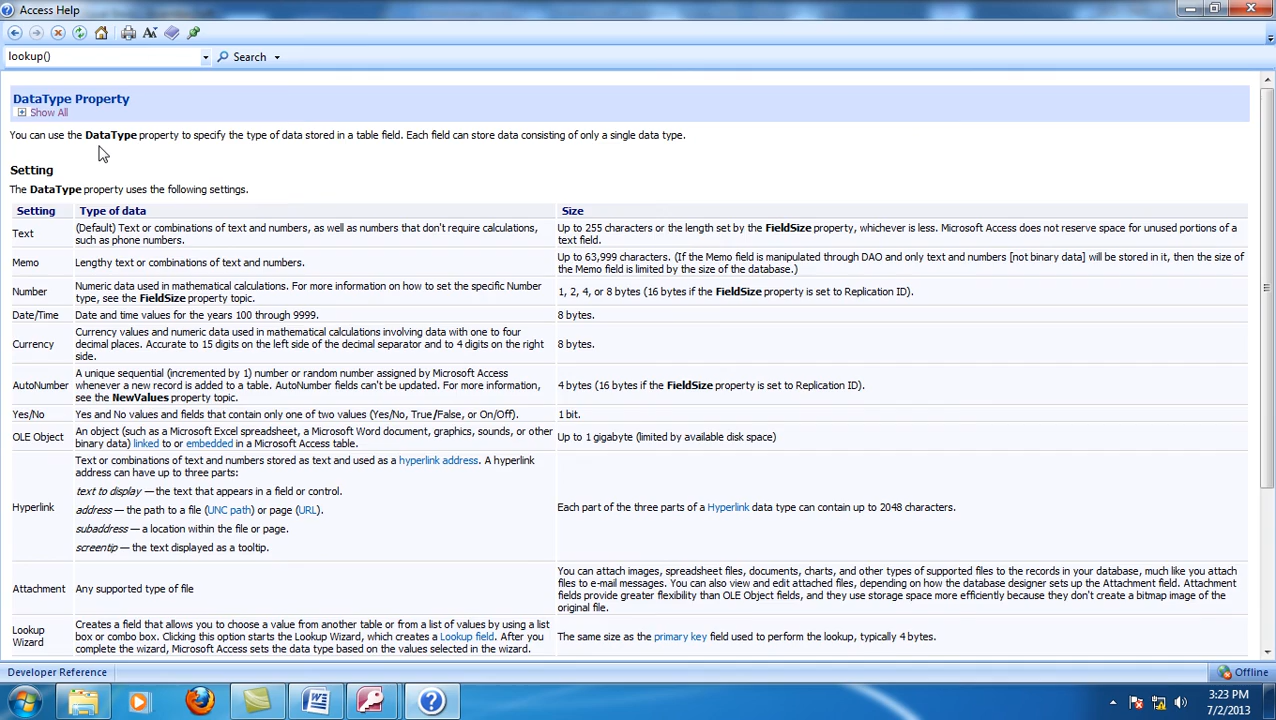 Access Help
lookup()
Search
DataType Property
Show All
You can use the DataType property to specify the type of data stored in a table field. Each field can store data consisting of only a single data type.
Setting
The DataType property uses the following settings.
Setting Type of data Size
Text
(Default) Text or combinations of text and numbers, as well as numbers that don't require calculations,
such as phone numbers.
Up to 255 characters or the length set by the FieldSize property, whichever is less. Microsoft Access does not reserve space for unused portions of a
text field.
Memo
Lengthy text or combinations of text and numbers.
Up to 63,999 characters. (If the Memo field is manipulated through DAO and only text and numbers [not binary data] will be stored in it, then the size of
the Memo field is limited by the size of the database.)
Number
Numeric data used in mathematical calculations. For more information on how to set the specific Number
type, see the FieldSize property topic.
1, 2, 4, or 8 bytes (16 bytes if the FieldSize property is set to Replication ID).
Date/Time
Date and time values for the years 100 through 9999.
8 bytes.
Currency
Currency values and numeric data used in mathematical calculations involving data with one to four
decimal places. Accurate to 15 digits on the left side of the decimal separator and to 4 digits on the right
side.
8 bytes.
AutoNumber
A unique sequential (incremented by 1) number or random number assigned by Microsoft Access
whenever a new record is added to a table. AutoNumber fields can't be updated. For more information,
see the NewValues property topic.
4 bytes (16 bytes if the FieldSize property is set to Replication ID).
Yes/No
Yes and No values and fields that contain only one of two values (Yes/No, True/False, or On/Off).
1 bit.
OLE Object
An object (such as a Microsoft Excel spreadsheet, a Microsoft Word document, graphics, sounds, or other
binary data) linked to or embedded in a Microsoft Access table.
Up to 1 gigabyte (limited by available disk space)
Hyperlink
Text or combinations of text and numbers stored as text and used as a hyperlink address. A hyperlink
address can have up to three parts:
text to display — the text that appears in a field or control.
address — the path to a file (UNC path) or page (URL).
subaddress — a location within the file or page.
screentip — the text displayed as a tooltip.
Each part of the three parts of a Hyperlink data type can contain up to 2048 characters.
Attachment
Any supported type of file
You can attach images, spreadsheet files, documents, charts, and other types of supported files to the records in your database, much like you attach
files to e-mail messages. You can also view and edit attached files, depending on how the database designer sets up the Attachment field. Attachment
fields provide greater flexibility than OLE Object fields, and they use storage space more efficiently because they don't create a bitmap image of the
original file.
Lookup
Wizard
Creates a field that allows you to choose a value from another table or from a list of values by using a list
box or combo box. Clicking this option starts the Lookup Wizard, which creates a Lookup field. After you
complete the wizard, Microsoft Access sets the data type based on the values selected in the wizard.
The same size as the primary key field used to perform the lookup, typically 4 bytes.
Developer Reference
Offline
3:23 PM
7/2/2013